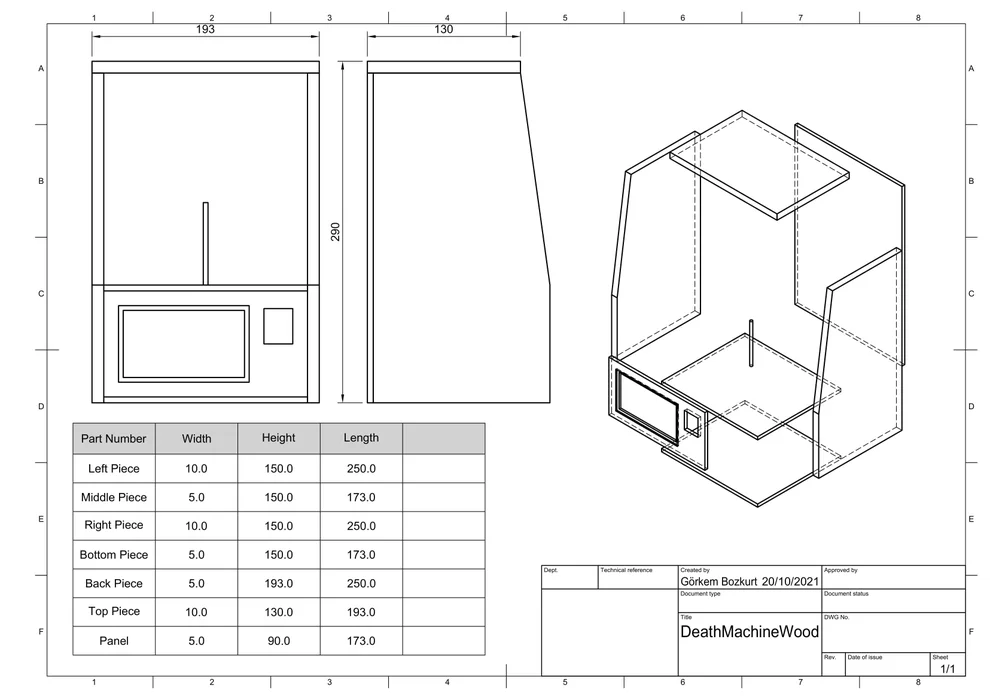 1 2 3 4 5 6 7 8
193 130
A A
B B
290
C C
D D
Part Number Width Height Length
Left Piece 10.0 150.0 250.0
Middle Piece 5.0 150.0 173.0
Right Piece 10.0 150.0 250.0
Bottom Piece 5.0 150.0 173.0
Back Piece 5.0 193.0 250.0
Top Piece 10.0 130.0 193.0
Panel 5.0 90.0 173.0
E E
F F
Dept. Technical reference Created by Approved by
Görkem Bozkurt 20/10/2021
Document type Document status
Title DWG No.
DeathMachineWood
Rev. Date of issue Sheet
1/1
1 2 3 4 5 6 7 8